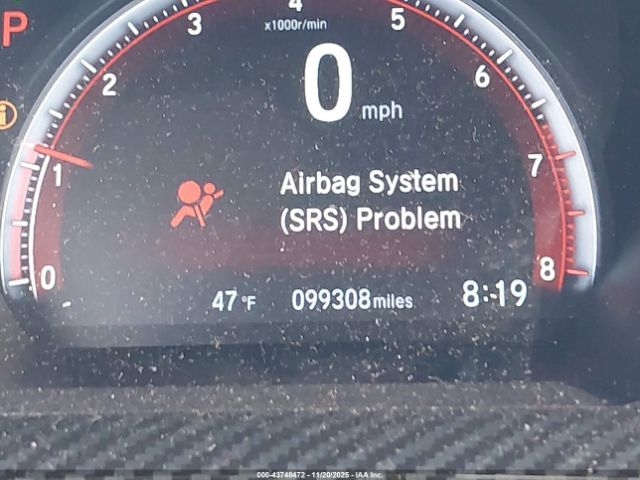 P
4
3
5
x1000r/min
2
6
0 mph
i
1
7
Airbag System
(SRS) Problem
0
8
47°F
099308 miles
8:19
000-43748472 - 11/20/2025 - IAA Inc.